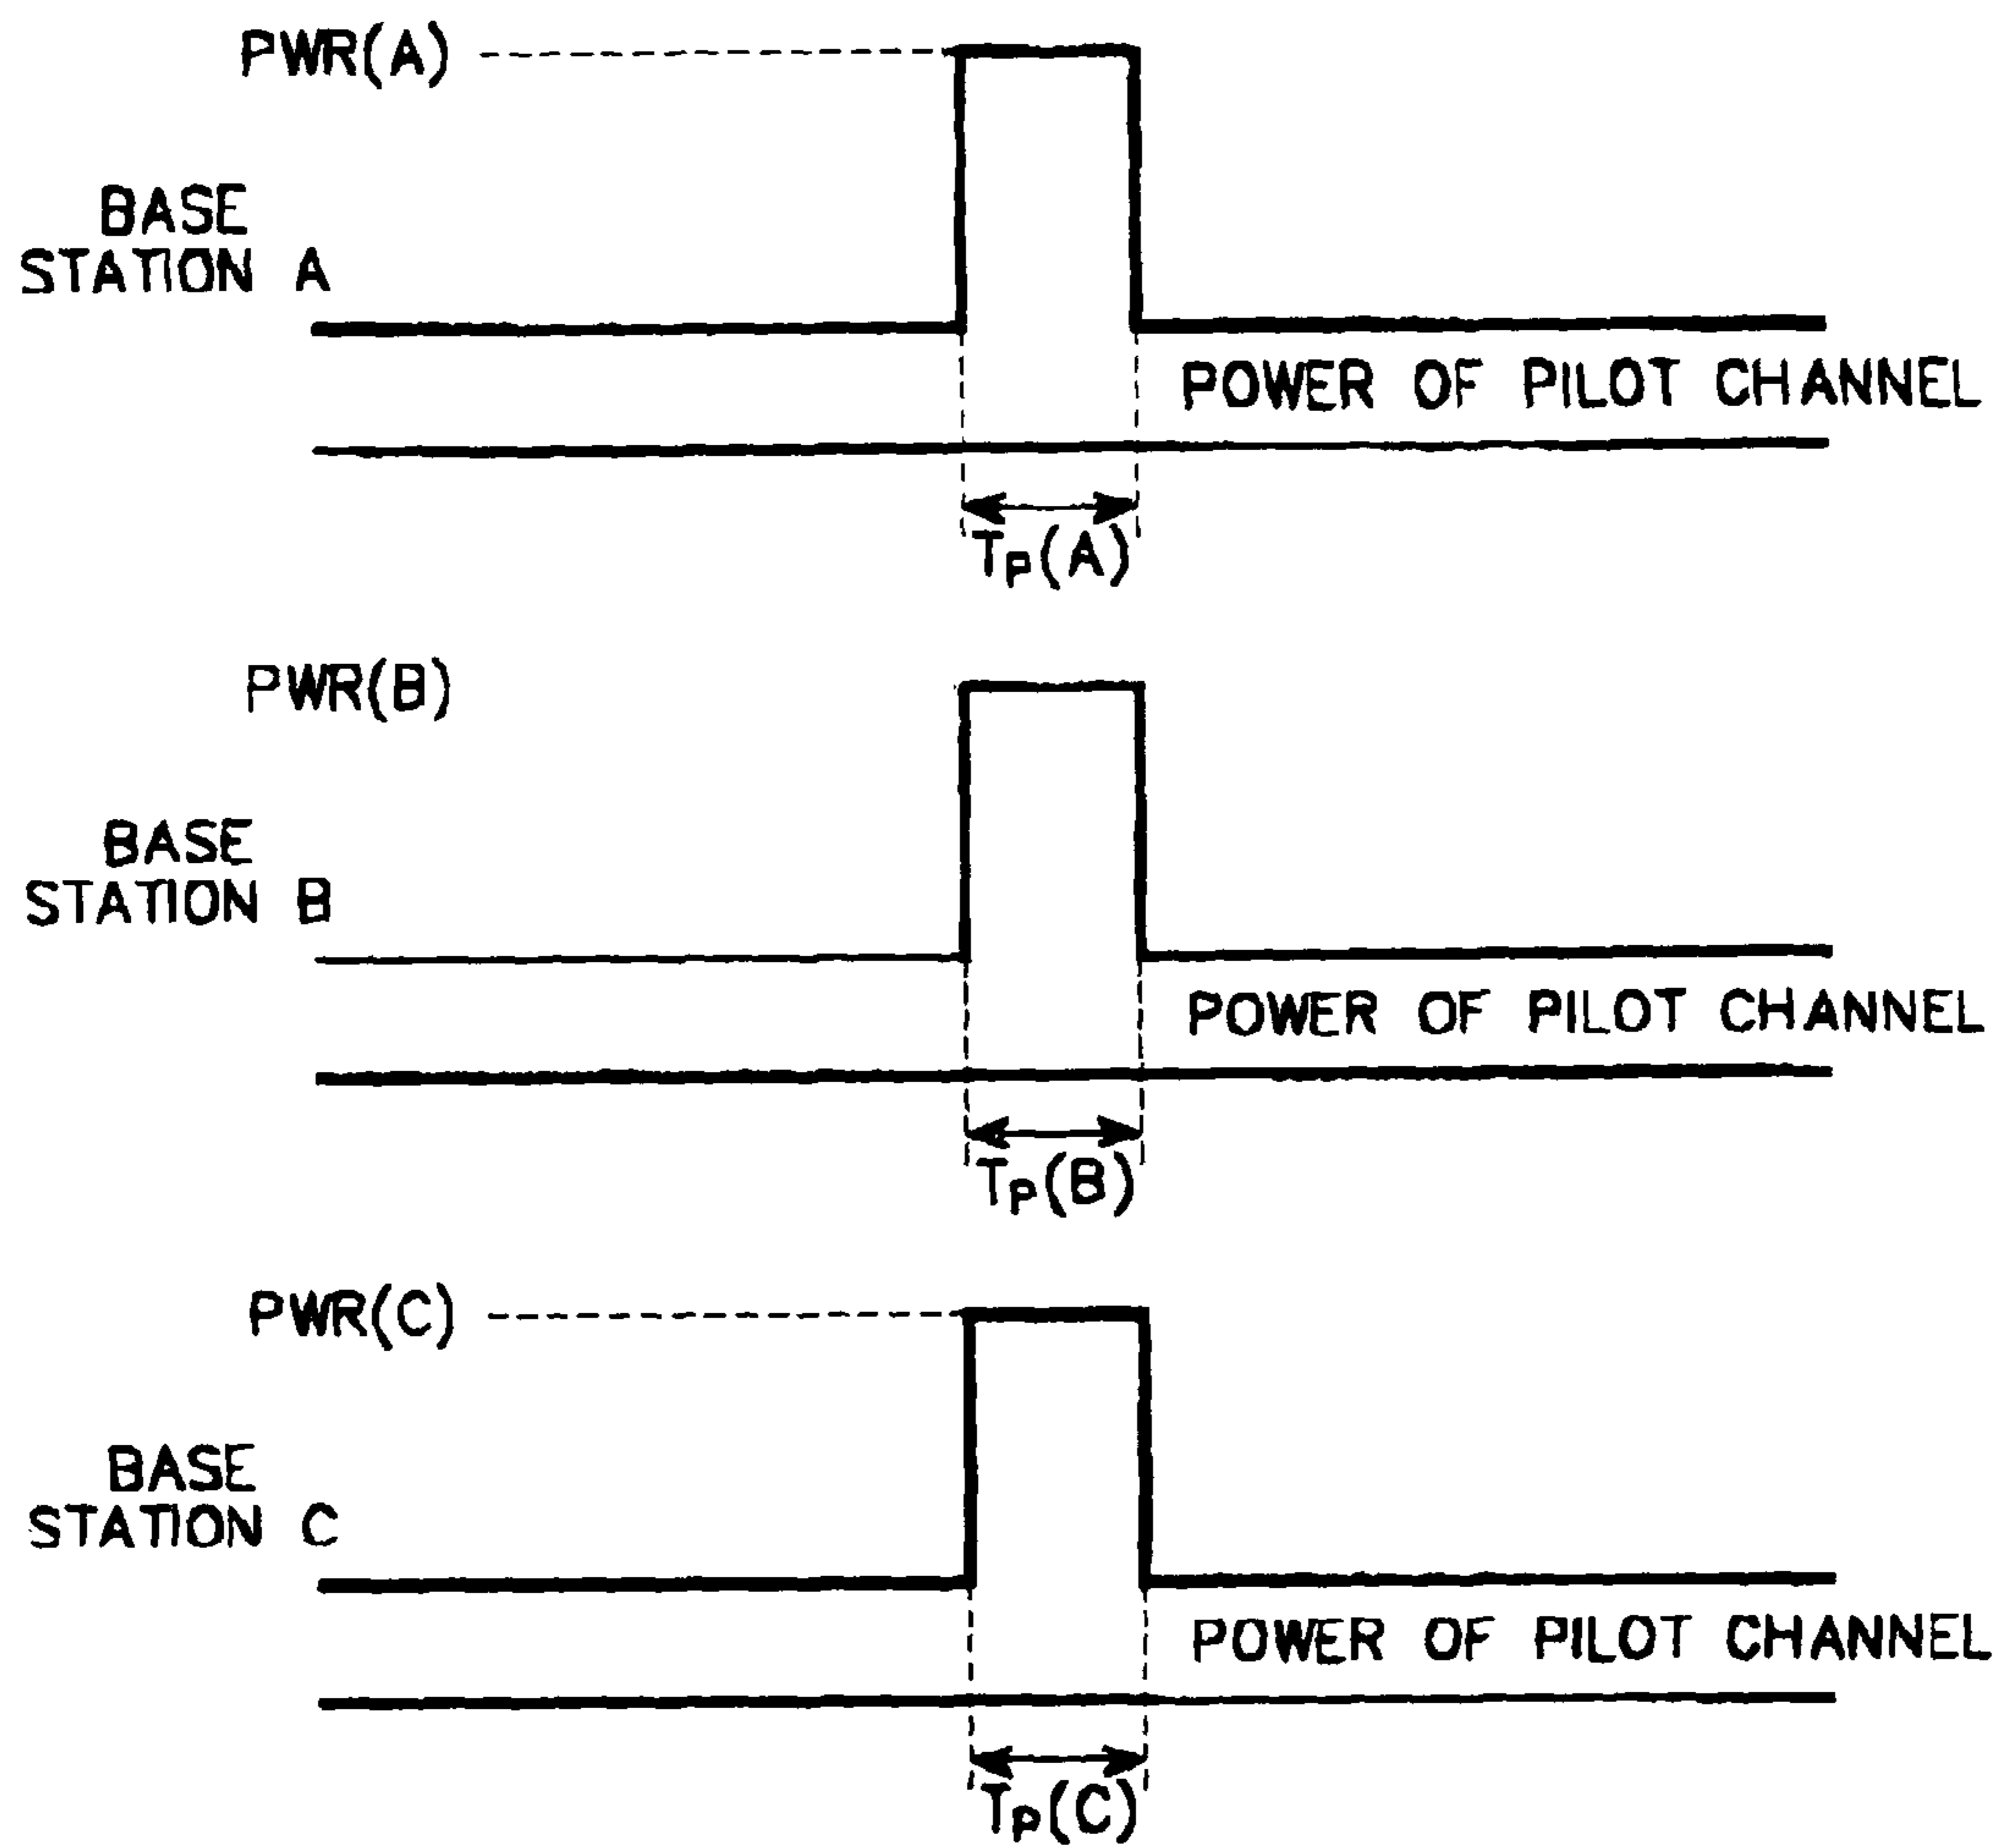 PWR(A)
BASE
STATION A
POWER OF PILOT CHANNEL
Tp(A)
PWR(B)
BASE
STATION B
POWER OF PILOT CHANNEL
Tp(B)
PWR(C)
BASE
STATION C
POWER OF PILOT CHANNEL
Tp(C)